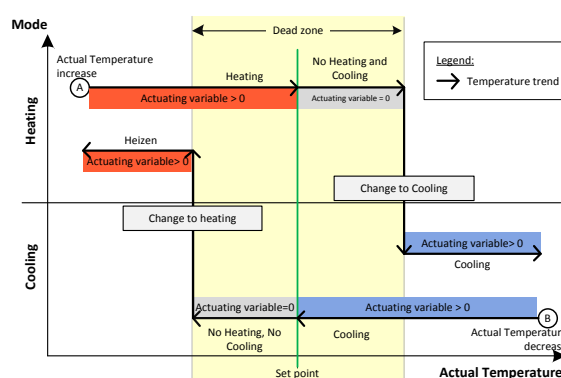 Mode
Dead zone
Actual Temperature
increase
No Heating and
Cooling
Legend:
Temperature trend
A
Heating
Actuating variable > 0
Actuating variable = 0
Heating
Heizen
Actuating variable> 0
Change to Cooling
Change to heating
Cooling
Actuating variable> 0
Cooling
Actuating variable=0
Actuating variable > 0
B
No Heating, No
Cooling
Cooling
Actual Temperatur
decreas
Set point
Actual Temperature